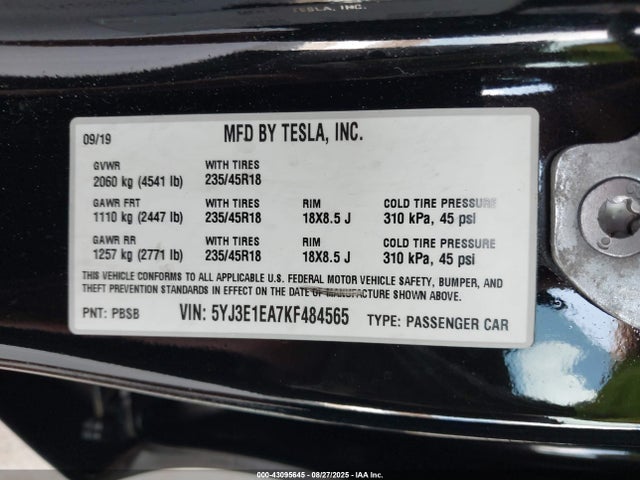 TESLA, INC.
09/19 MFD BY TESLA, INC.
GVWR WITH TIRES
2060 kg (4541 lb) 235/45R18
GAWR FRT WITH TIRES RIM COLD TIRE PRESSURE
1110 kg (2447 lb) 235/45R18 18X8.5 J 310 kPa, 45 psi
GAWR RR WITH TIRES RIM COLD TIRE PRESSURE
1257 kg (2771 lb) 235/45R18 18X8.5 J 310 kPa, 45 psi
THIS VEHICLE CONFORMS TO ALL APPLICABLE U.S. FEDERAL MOTOR VEHICLE SAFETY, BUMPER, AND
THEFT PREVENTION STANDARDS IN EFFECT ON THE DATE OF MANUFACTURE SHOWN ABOVE.
PNT: PBSB VIN: 5YJ3E1EA7KF484565 TYPE: PASSENGER CAR
000-43095645 - 08/27/2025 - IAA Inc.